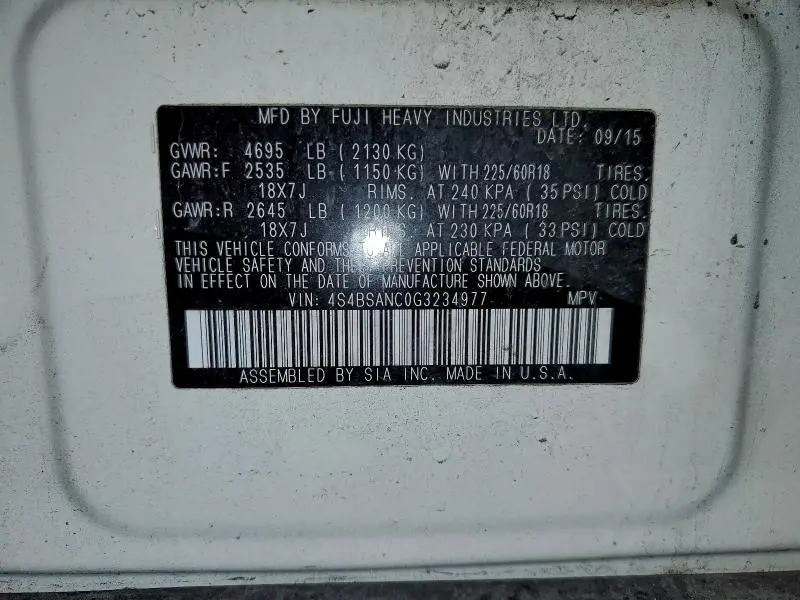 MFD BY FUJI HEAVY INDUSTRIES LTD.
DATE: 09/15
GVWR: 4695 LB ( 2130 KG)
GAWR:F 2535 LB ( 1150 KG) WITH 225/60R18 TIRES.
18X7J RIMS. AT 240 KPA ( 35 PSI) COLD
GAWR:R 2645 LB ( 1200 KG) WITH 225/60R18 TIRES.
18X7J RIMS. AT 230 KPA ( 33 PSI) COLD
THIS VEHICLE CONFORMS TO ALL APPLICABLE FEDERAL MOTOR
VEHICLE SAFETY AND THEFT PREVENTION STANDARDS
IN EFFECT ON THE DATE OF MANUFACTURE SHOWN ABOVE.
VIN: 4S4BSANC0G3234977 MPV
ASSEMBLED BY SIA INC. MADE IN U.S.A.